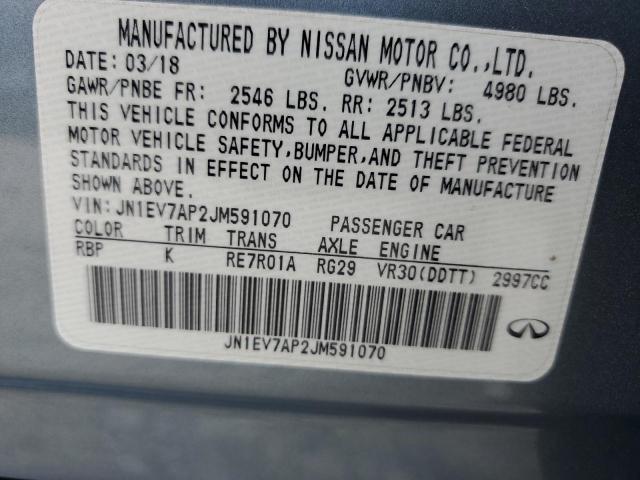 MANUFACTURED BY NISSAN MOTOR CO.,LTD.
DATE: 03/18 GVWR/PNBV: 4980 LBS.
GAWR/PNBE FR: 2546 LBS. RR: 2513 LBS.
THIS VEHICLE CONFORMS TO ALL APPLICABLE FEDERAL
MOTOR VEHICLE SAFETY,BUMPER,AND THEFT PREVENTION
STANDARDS IN EFFECT ON THE DATE OF MANUFACTURE
SHOWN ABOVE.
VIN:JN1EV7AP2JM591070 PASSENGER CAR
COLOR TRIM TRANS AXLE ENGINE
RBP K RE7R01A RG29 VR30(DDTT) 2997CC
JN1EV7AP2JM591070